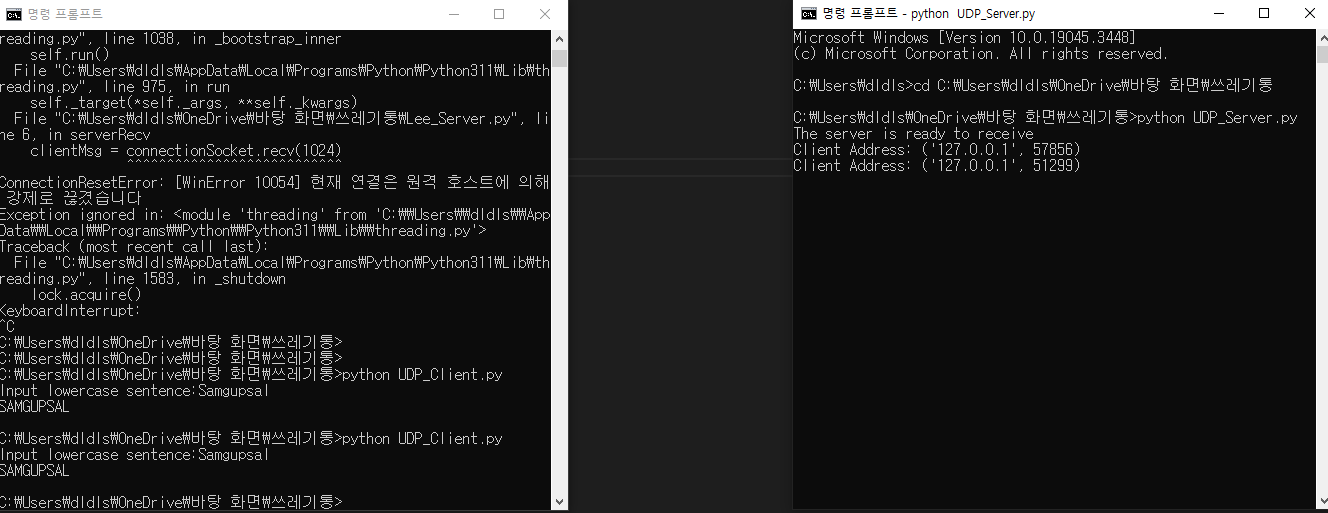 명령 프롬프트
reading.py", line 1038, in _bootstrap_inner
self.run()
File "C:₩Users₩dldls₩AppData₩Local₩Programs₩Python₩Python311₩Lib₩th
reading.py", line 975, in run
self._target(*self._args, **self._kwargs)
File "C:₩Users₩dldls₩OneDrive₩바탕 화면₩쓰레기통₩Lee_Server.py", li
ne 6, in serverRecv
clientMsg = connectionSocket.recv(1024)
^^^^^^^^^^^^^^^^^^^^^^^^^^^
ConnectionResetError: [WinError 10054] 현재 연결은 원격 호스트에 의해
강제로 끊겼습니다
Exception ignored in: <module 'threading' from 'C:₩₩Users₩₩dldls₩₩App
Data₩₩Local₩₩Programs₩₩Python₩₩Python311₩₩Lib₩₩threading.py'>
Traceback (most recent call last):
File "C:₩Users₩dldls₩AppData₩Local₩Programs₩Python₩Python311₩Lib₩th
reading.py", line 1583, in _shutdown
lock.acquire()
KeyboardInterrupt:
^C
C:₩Users₩dldls₩OneDrive₩바탕 화면₩쓰레기통>
C:₩Users₩dldls₩OneDrive₩바탕 화면₩쓰레기통>
C:₩Users₩dldls₩OneDrive₩바탕 화면₩쓰레기통>python UDP_Client.py
Input lowercase sentence:Samgupsal
SAMGUPSAL
C:₩Users₩dldls₩OneDrive₩바탕 화면₩쓰레기통>python UDP_Client.py
Input lowercase sentence:Samgupsal
SAMGUPSAL
C:₩Users₩dldls₩OneDrive₩바탕 화면₩쓰레기통>
명령 프롬프트 - python UDP_Server.py
Microsoft Windows [Version 10.0.19045.3448]
(c) Microsoft Corporation. All rights reserved.
C:₩Users₩dldls>cd C:₩Users₩dldls₩OneDrive₩바탕 화면₩쓰레기통
C:₩Users₩dldls₩OneDrive₩바탕 화면₩쓰레기통>python UDP_Server.py
The server is ready to receive
Client Address: ('127.0.0.1', 57856)
Client Address: ('127.0.0.1', 51299)